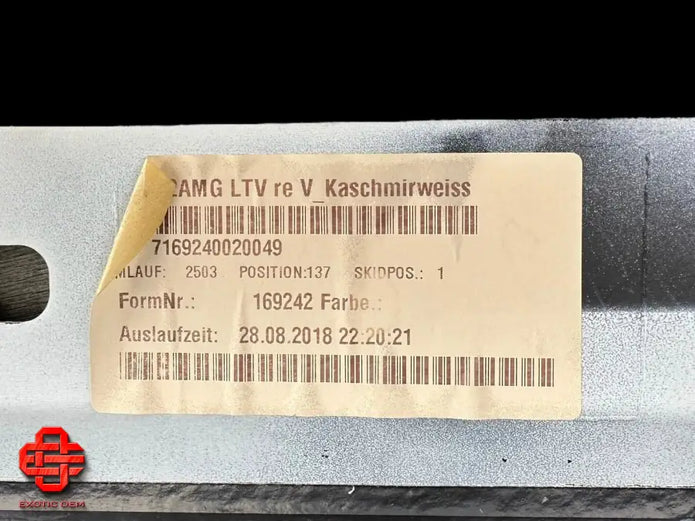 2AMG LTV re V_Kaschmirweiss
7169240020049
MLAUF: 2503 POSITION:137 SKIDPOS.: 1
FormNr.: 169242 Farbe.:
Auslaufzeit: 28.08.2018 22:20:21
EXOTIC OEM